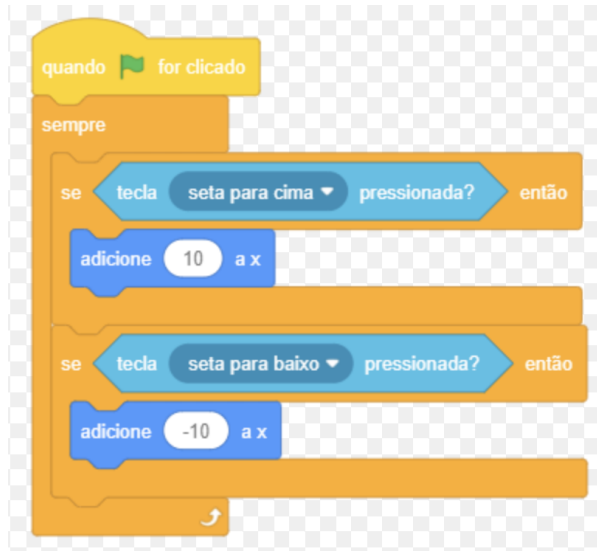 quando for clicado
sempre
se tecla seta para cima pressionada? então
adicione 10 a x
se tecla seta para baixo pressionada? então
adicione -10 a x